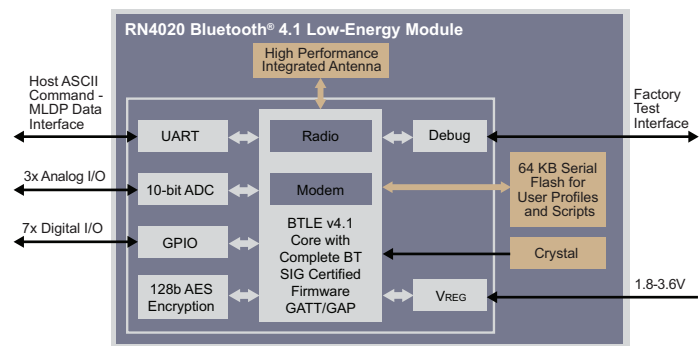 RN4020 Bluetooth® 4.1 Low-Energy Module
High Performance
Integrated Antenna
Host ASCII
Command -
MLDP Data
Interface
Factory
Test
Interface
UART
Radio
Debug
3x Analog I/O
10-bit ADC
Modem
64 KB Serial
Flash for
User Profiles
and Scripts
7x Digital I/O
GPIO
BTLE v4.1
Core with
Complete BT
SIG Certified
Firmware
GATT/GAP
Crystal
128b AES
Encryption
VREG
1.8-3.6V